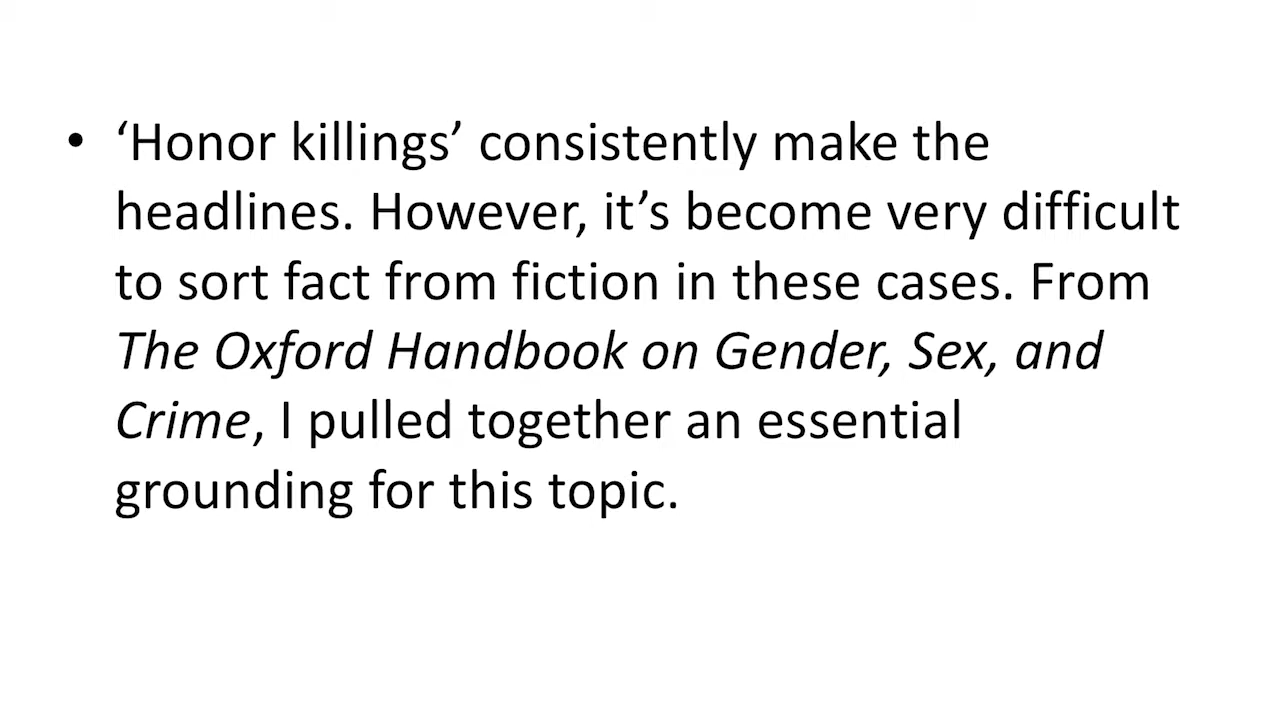 • ‘Honor killings’ consistently make the
headlines. However, it’s become very difficult
to sort fact from fiction in these cases. From
The Oxford Handbook on Gender, Sex, and
Crime, I pulled together an essential
grounding for this topic.